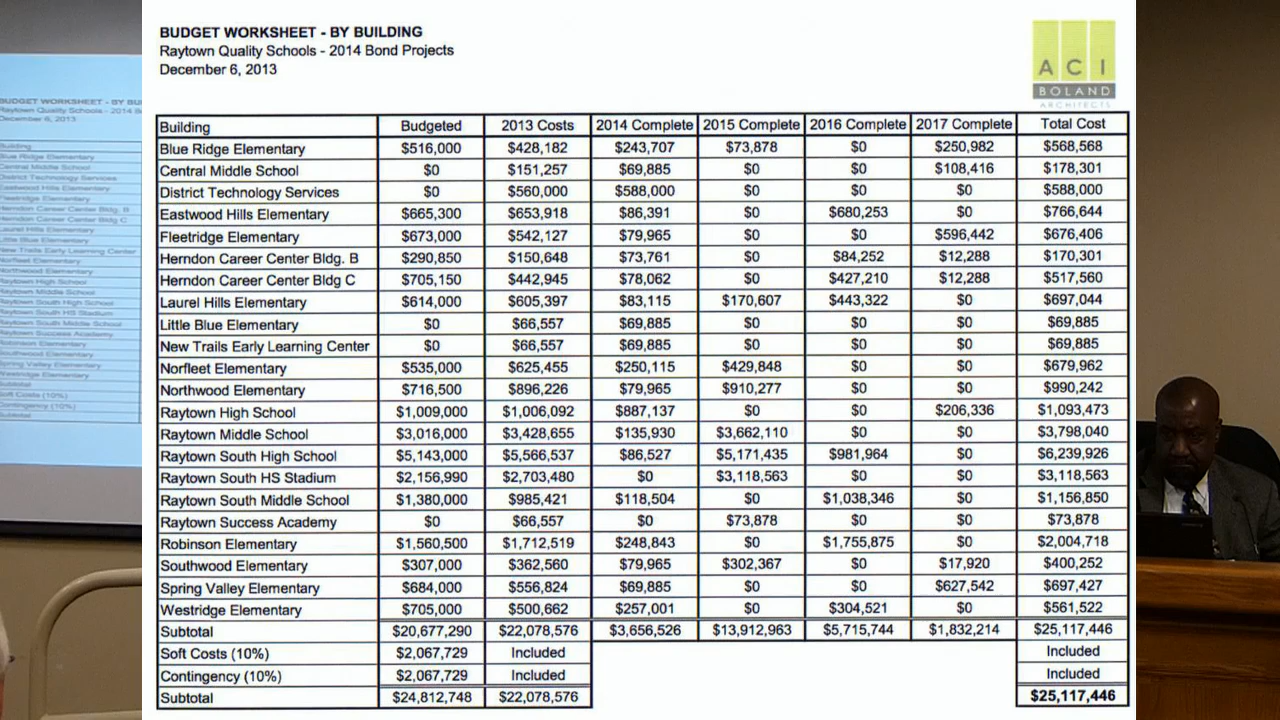 BUDGET WORKSHEET - BY BUILDING
Raytown Quality Schools - 2014 Bond Projects
December 6, 2013
ACI
BOLAND
ARCHITECTS
Building Budgeted 2013 Costs 2014 Complete 2015 Complete 2016 Complete 2017 Complete Total Cost
Blue Ridge Elementary $516,000 $428,182 $243,707 $73,878 $0 $250,982 $568,568
Central Middle School $0 $151,257 $69,885 $0 $0 $108,416 $178,301
District Technology Services $0 $560,000 $588,000 $0 $0 $0 $588,000
Eastwood Hills Elementary $665,300 $653,918 $86,391 $0 $680,253 $0 $766,644
Fleetridge Elementary $673,000 $542,127 $79,965 $0 $0 $596,442 $676,406
Herndon Career Center Bldg. B $290,850 $150,648 $73,761 $0 $84,252 $12,288 $170,301
Herndon Career Center Bldg C $705,150 $442,945 $78,062 $0 $427,210 $12,288 $517,560
Laurel Hills Elementary $614,000 $605,397 $83,115 $170,607 $443,322 $0 $697,044
Little Blue Elementary $0 $66,557 $69,885 $0 $0 $0 $69,885
New Trails Early Learning Center $0 $66,557 $69,885 $0 $0 $0 $69,885
Norfleet Elementary $535,000 $625,455 $250,115 $429,848 $0 $0 $679,962
Northwood Elementary $716,500 $896,226 $79,965 $910,277 $0 $0 $990,242
Raytown High School $1,009,000 $1,006,092 $887,137 $0 $0 $206,336 $1,093,473
Raytown Middle School $3,016,000 $3,428,655 $135,930 $3,662,110 $0 $0 $3,798,040
Raytown South High School $5,143,000 $5,566,537 $86,527 $5,171,435 $981,964 $0 $6,239,926
Raytown South HS Stadium $2,156,990 $2,703,480 $0 $3,118,563 $0 $0 $3,118,563
Raytown South Middle School $1,380,000 $985,421 $118,504 $0 $1,038,346 $0 $1,156,850
Raytown Success Academy $0 $66,557 $0 $73,878 $0 $0 $73,878
Robinson Elementary $1,560,500 $1,712,519 $248,843 $0 $1,755,875 $0 $2,004,718
Southwood Elementary $307,000 $362,560 $79,965 $302,367 $0 $17,920 $400,252
Spring Valley Elementary $684,000 $556,824 $69,885 $0 $0 $627,542 $697,427
Westridge Elementary $705,000 $500,662 $257,001 $0 $304,521 $0 $561,522
Subtotal $20,677,290 $22,078,576 $3,656,526 $13,912,963 $5,715,744 $1,832,214 $25,117,446
Soft Costs (10%) $2,067,729 Included Included
Contingency (10%) $2,067,729 Included Included
Subtotal $24,812,748 $22,078,576 $25,117,446